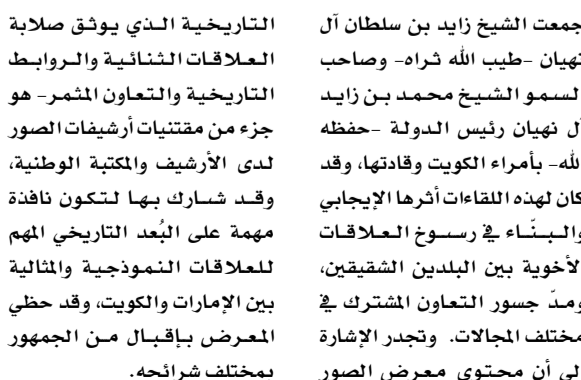 جمعت الشيخ زايد بن سلطان آل
نهيان -طيب الله ثراه- وصاحب
السمو الشيخ محمد بن زايد
آل نهيان رئيس الدولة -حفظه
الله- بأمراء الكويت وقادتها، وقد
كان لهذه اللقاءات أثرها الإيجابي
والبنّاء في رسوخ العلاقات
الأخوية بين البلدين الشقيقين،
ومدّ جسور التعاون المشترك في
مختلف المجالات. وتجدر الإشارة
إلى أن محتوى معرض الصور
التاريخية الذي يوثق صلابة
العلاقات الثنائية والروابط
التاريخية والتعاون المثمر- هو
جزء من مقتنيات أرشيفات الصور
لدى الأرشيف والمكتبة الوطنية،
وقد شارك بها لتكون نافذة
مهمة على البُعد التاريخي المهم
للعلاقات النموذجية والمثالية
بين الإمارات والكويت، وقد حظي
المعرض بإقبال من الجمهور
بمختلف شرائحه.